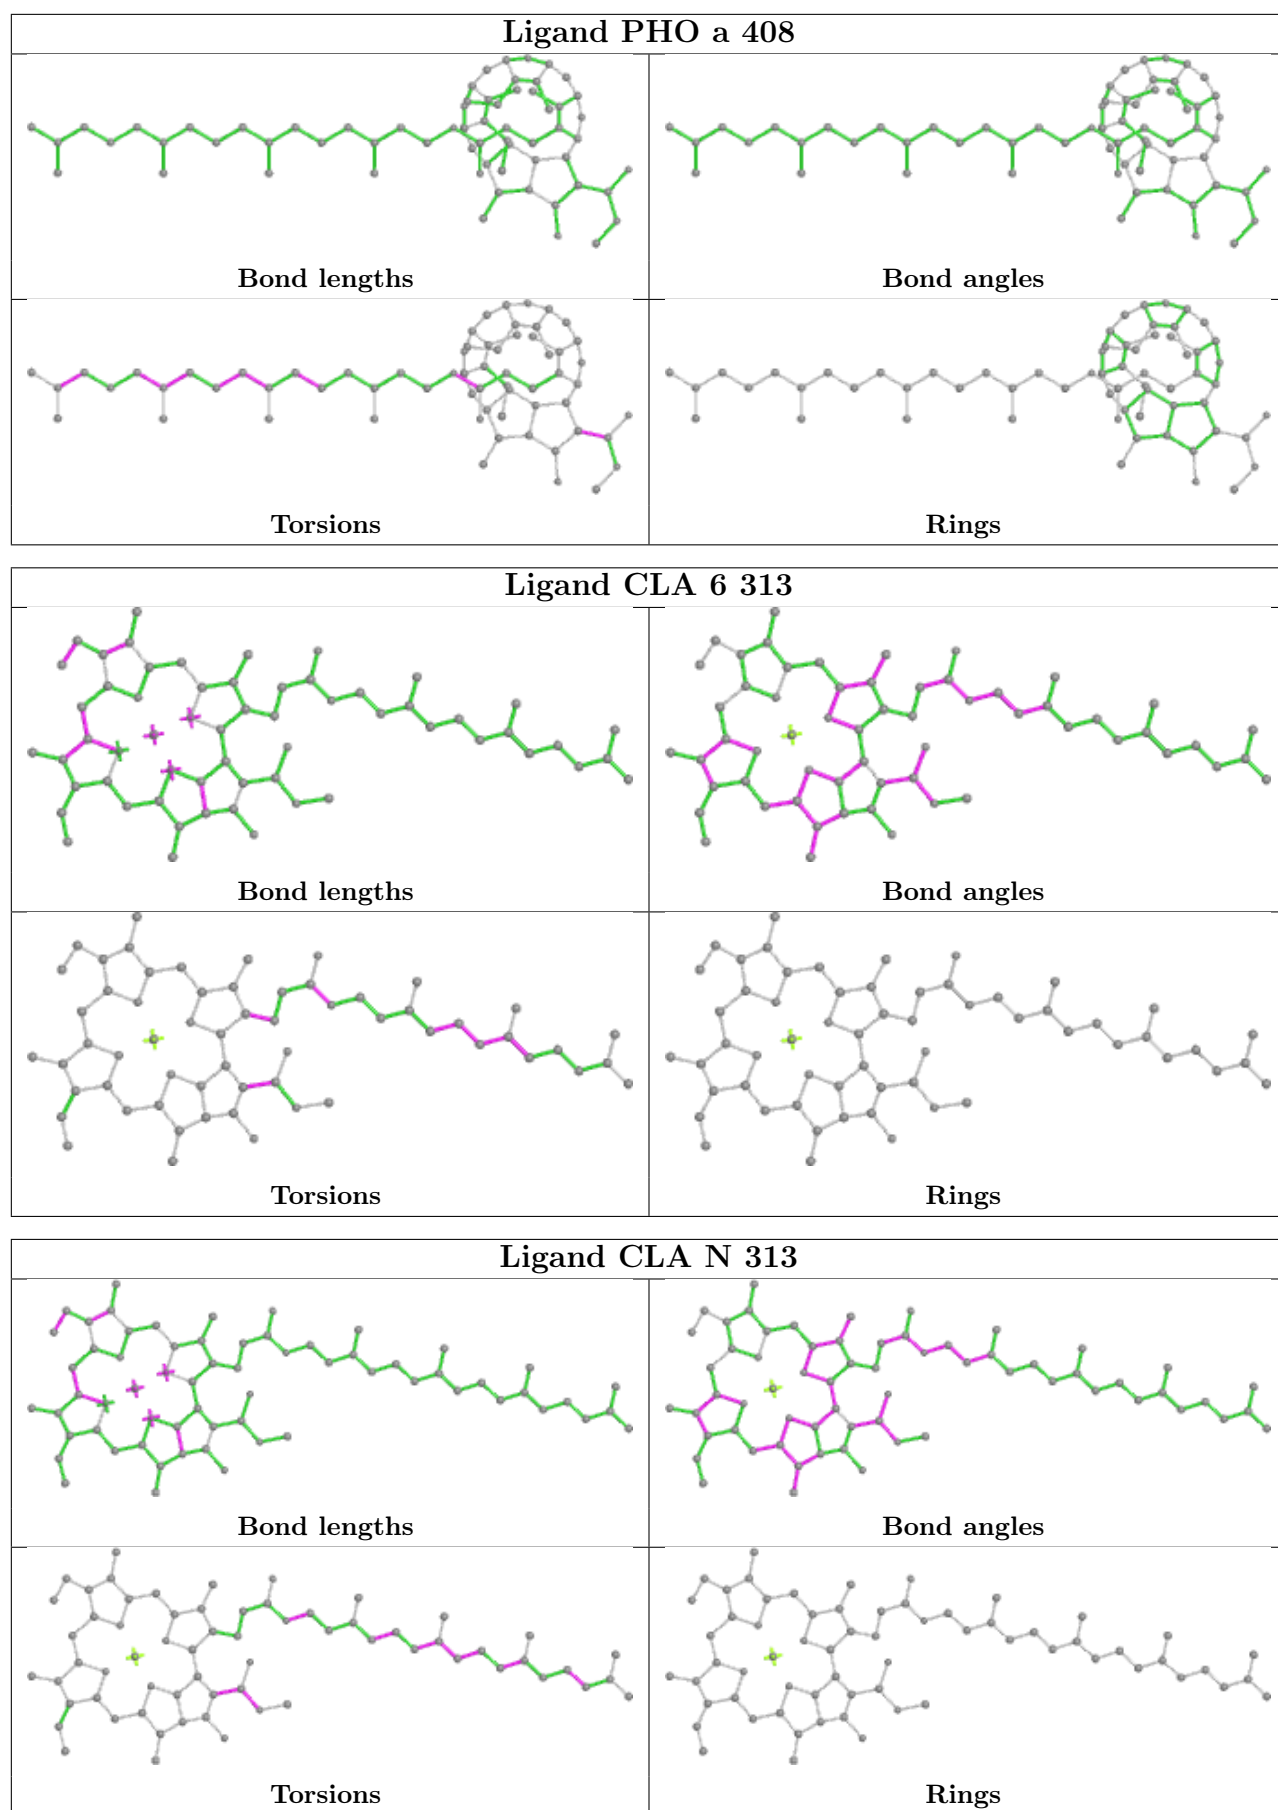 Ligand PHO a 408
Bond lengths
Bond angles
Torsions
Rings
Ligand CLA 6 313
Bond lengths
Bond angles
Torsions
Rings
Ligand CLA N 313
Bond lengths
Bond angles
Torsions
Rings